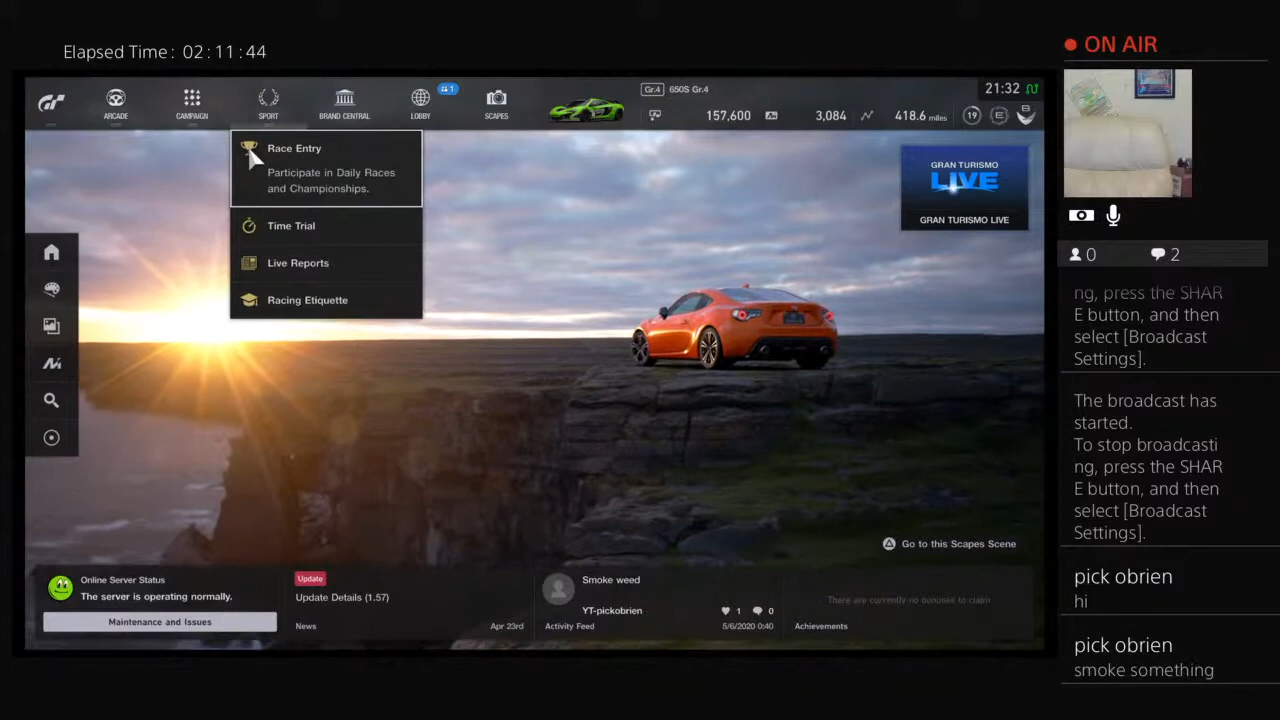 Elapsed Time: 02:11:44
ON AIR
GT
ARCADE
CAMPAIGN
SPORT
BRAND CENTRAL
1
LOBBY
SCAPES
Gr.4 650S Gr.4
157,600
3,084
418.6 miles
21:32
19
E
B
Race Entry
Participate in Daily Races
and Championships.
Time Trial
Live Reports
Racing Etiquette
GRAN TURISMO
LIVE
GRAN TURISMO LIVE
0
2
ng, press the SHAR
E button, and then
select [Broadcast
Settings].
The broadcast has
started.
To stop broadcasti
ng, press the SHAR
E button, and then
select [Broadcast
Settings].
pick obrien
hi
pick obrien
smoke something
Go to this Scapes Scene
Online Server Status
The server is operating normally.
Maintenance and Issues
Update
Update Details (1.57)
News
Apr 23rd
Smoke weed
YT-pickobrien
1
0
Activity Feed
5/6/2020 0:40
There are currently no bonuses to claim
Achievements